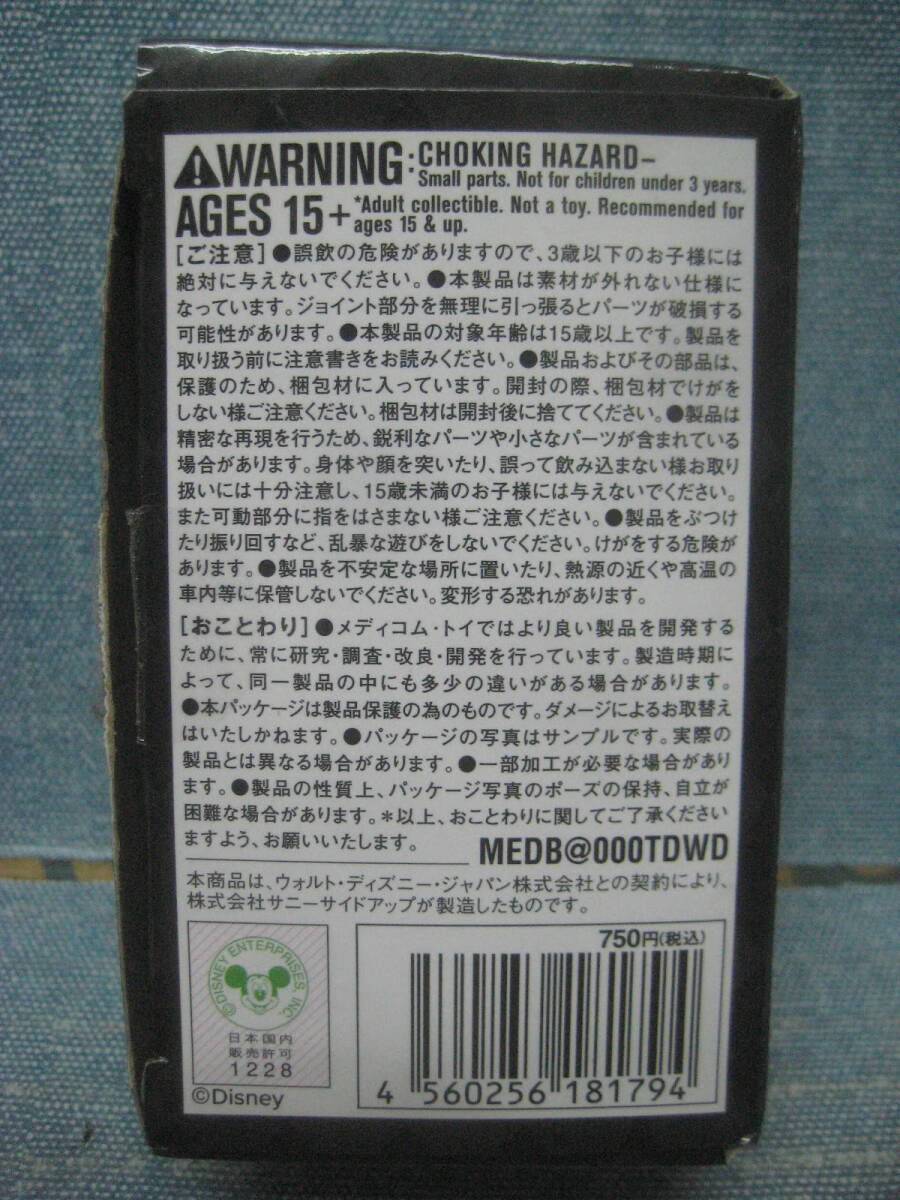 ⚠WARNING: CHOKING HAZARD–
Small parts. Not for children under 3 years.
AGES 15+ *Adult collectible. Not a toy. Recommended for
ages 15 & up.
[ご注意] ●誤飲の危険がありますので、3歳以下のお子様には
絶対に与えないでください。●本製品は素材が外れない仕様に
なっています。ジョイント部分を無理に引っ張るとパーツが破損する
可能性があります。●本製品の対象年齢は15歳以上です。製品を
取り扱う前に注意書きをお読みください。●製品およびその部品は、
保護のため、梱包材に入っています。開封の際、梱包材でけがを
しない様ご注意ください。梱包材は開封後に捨ててください。●製品は
精密な再現を行うため、鋭利なパーツや小さなパーツが含まれている
場合があります。身体や顔を突いたり、誤って飲み込まない様お取り
扱いには十分注意し、15歳未満のお子様には与えないでください。
また可動部分に指をはさまない様ご注意ください。●製品をぶつけ
たり振り回すなど、乱暴な遊びをしないでください。けがをする危険が
あります。●製品を不安定な場所に置いたり、熱源の近くや高温の
車内等に保管しないでください。変形する恐れがあります。
[おことわり] ●メディコム・トイではより良い製品を開発する
ために、常に研究・調査・改良・開発を行っています。製造時期に
よって、同一製品の中にも多少の違いがある場合があります。
●本パッケージは製品保護の為のものです。ダメージによるお取替え
はいたしかねます。●パッケージの写真はサンプルです。実際の
製品とは異なる場合があります。●一部加工が必要な場合があり
ます。●製品の性質上、パッケージ写真のポーズの保持、自立が
困難な場合があります。＊以上、おことわりに関してご了承ください
ますよう、お願いいたします。
MEDB@000TDWD
本商品は、ウォルト・ディズニー・ジャパン株式会社との契約により、
株式会社サニーサイドアップが製造したものです。
©DISNEY ENTERPRISES, INC.
日本国内
販売許可
1228
©Disney
750円(税込)
4 560256 181794